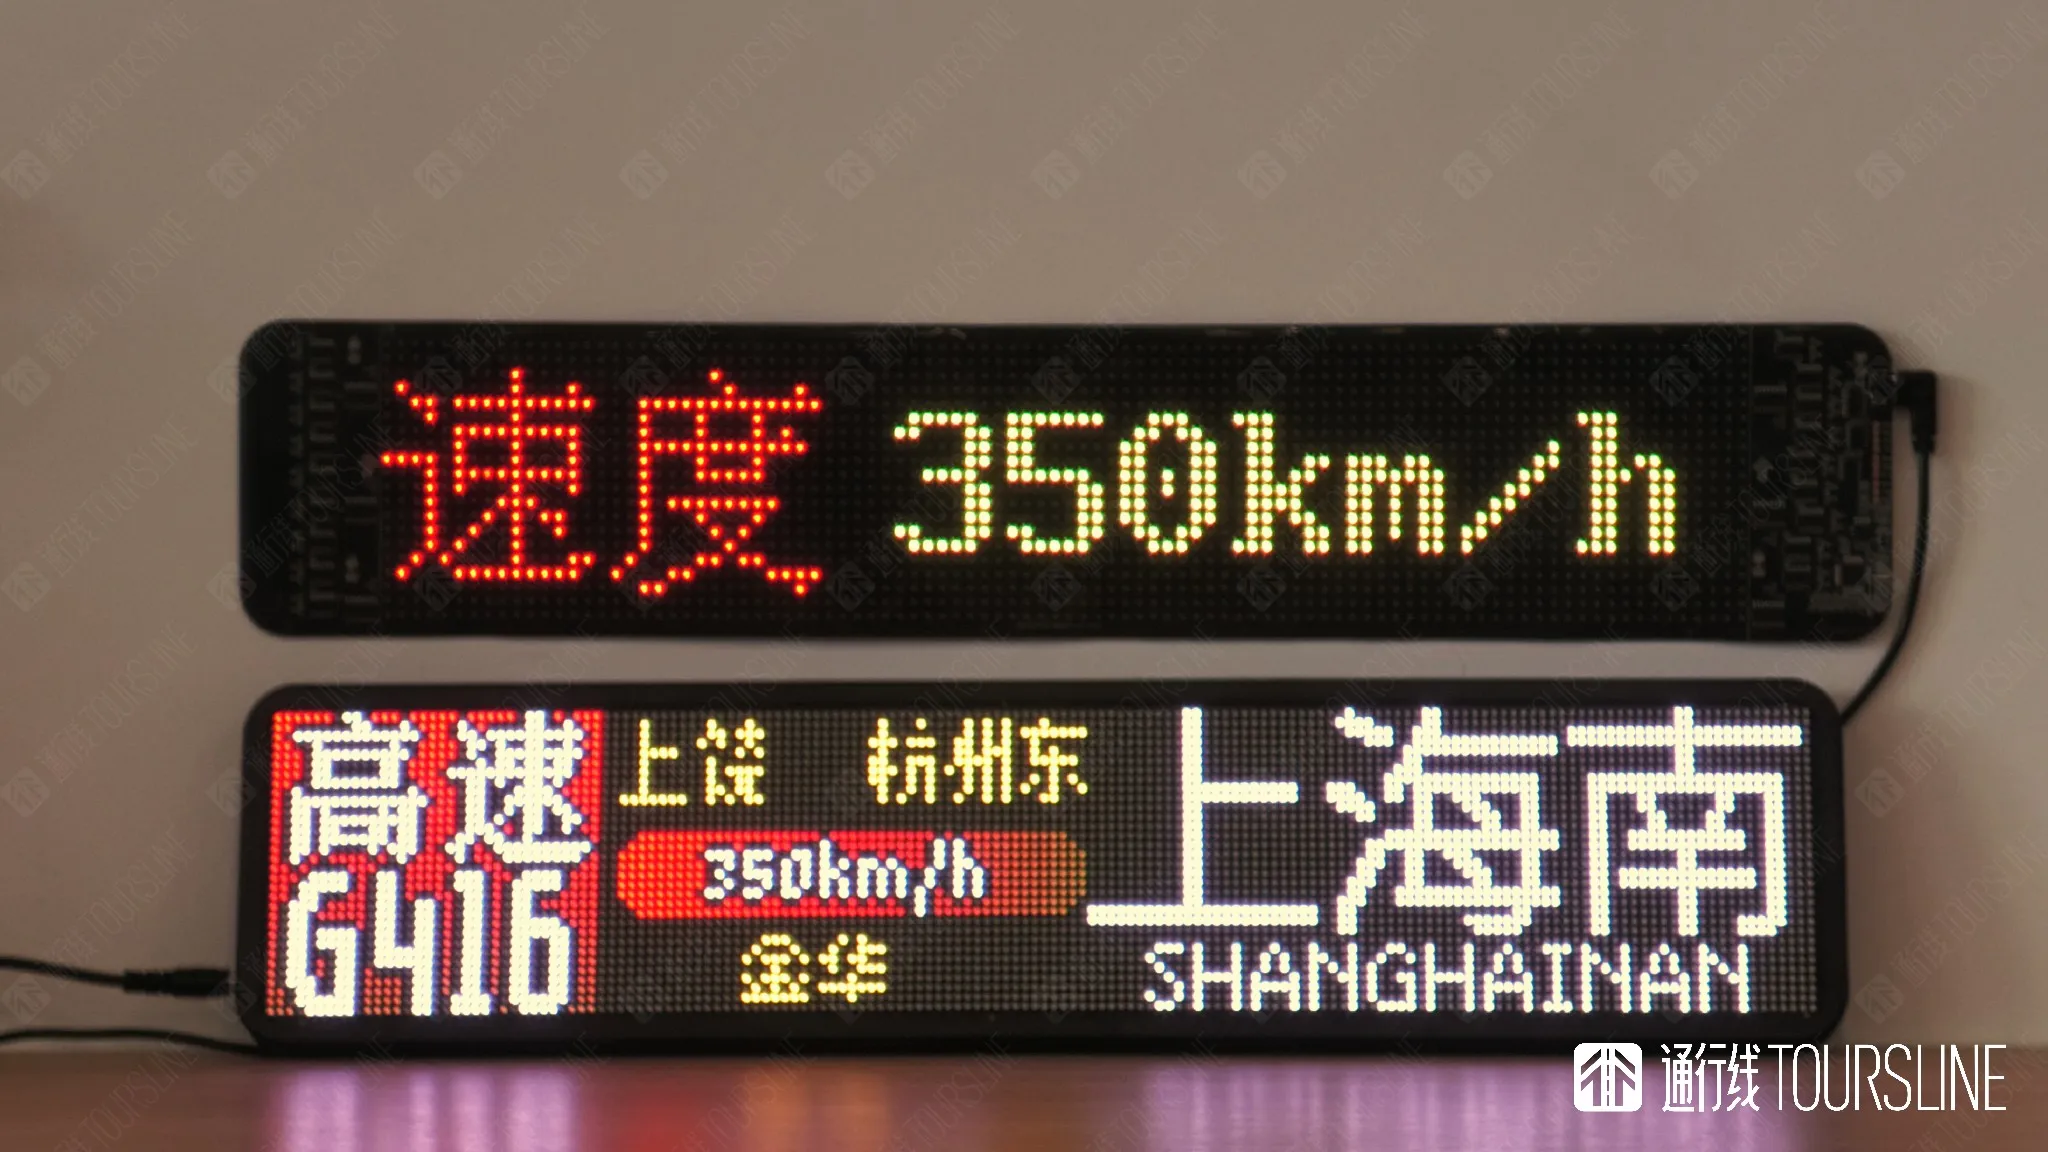 速度 350km/h
高速 上饶 杭州东 上海南
G416 350km/h
金华 SHANGHAINAN
通行线 TOURSLINE